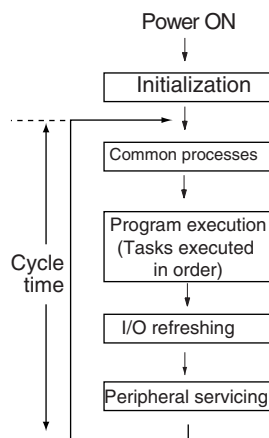 Power ON
Initialization
Common processes
Program execution
(Tasks executed
in order)
Cycle
time
I/O refreshing
Peripheral servicing